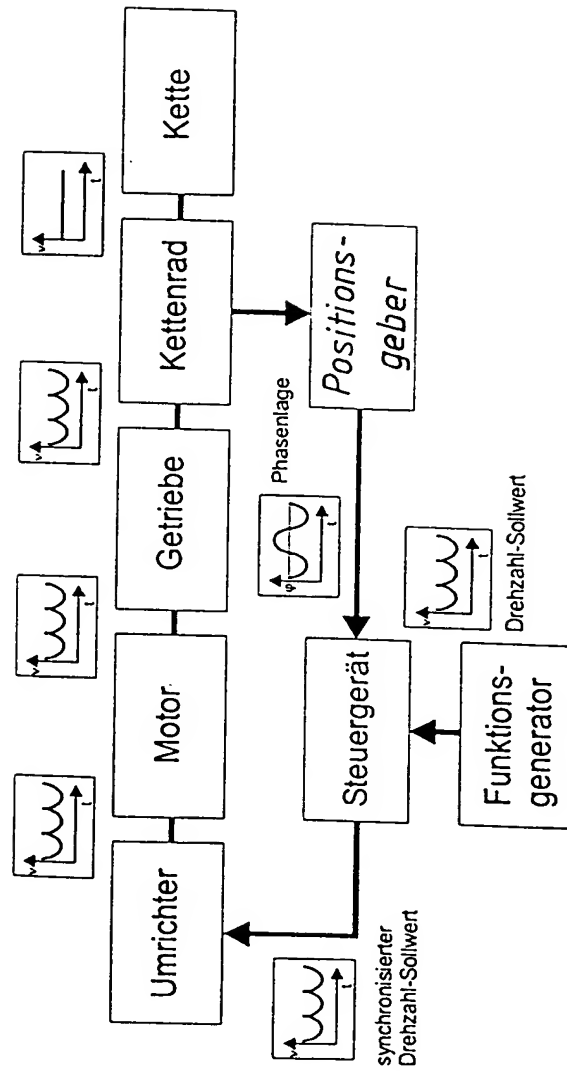 Umrichter
Motor
Getriebe
Kettenrad
Kette
v
t
v
t
v
t
v
t
synchronisierter
Drehzahl-Sollwert
v
t
Steuergerät
φ
t
Phasenlage
Positions-
geber
Funktions-
generator
v
t
Drehzahl-Sollwert